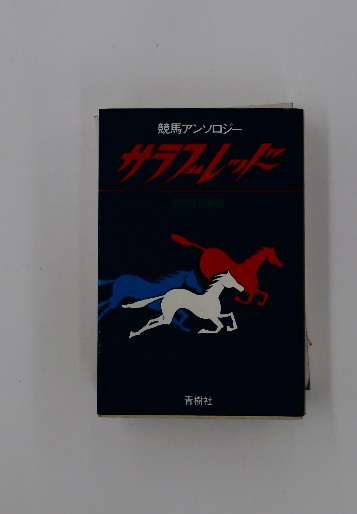 競馬アンソロジー
サラブレッド
青樹社